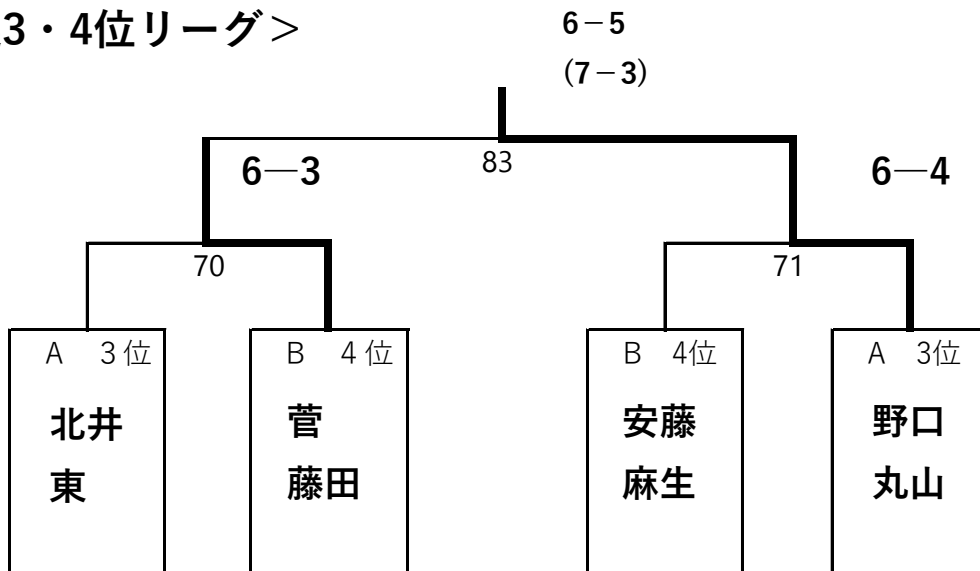 3・4位リーグ＞
6－5
(7－3)
6—3
83
6—4
70
71
A 3位
B 4位
B 4位
A 3位
北井
菅
安藤
野口
東
藤田
麻生
丸山